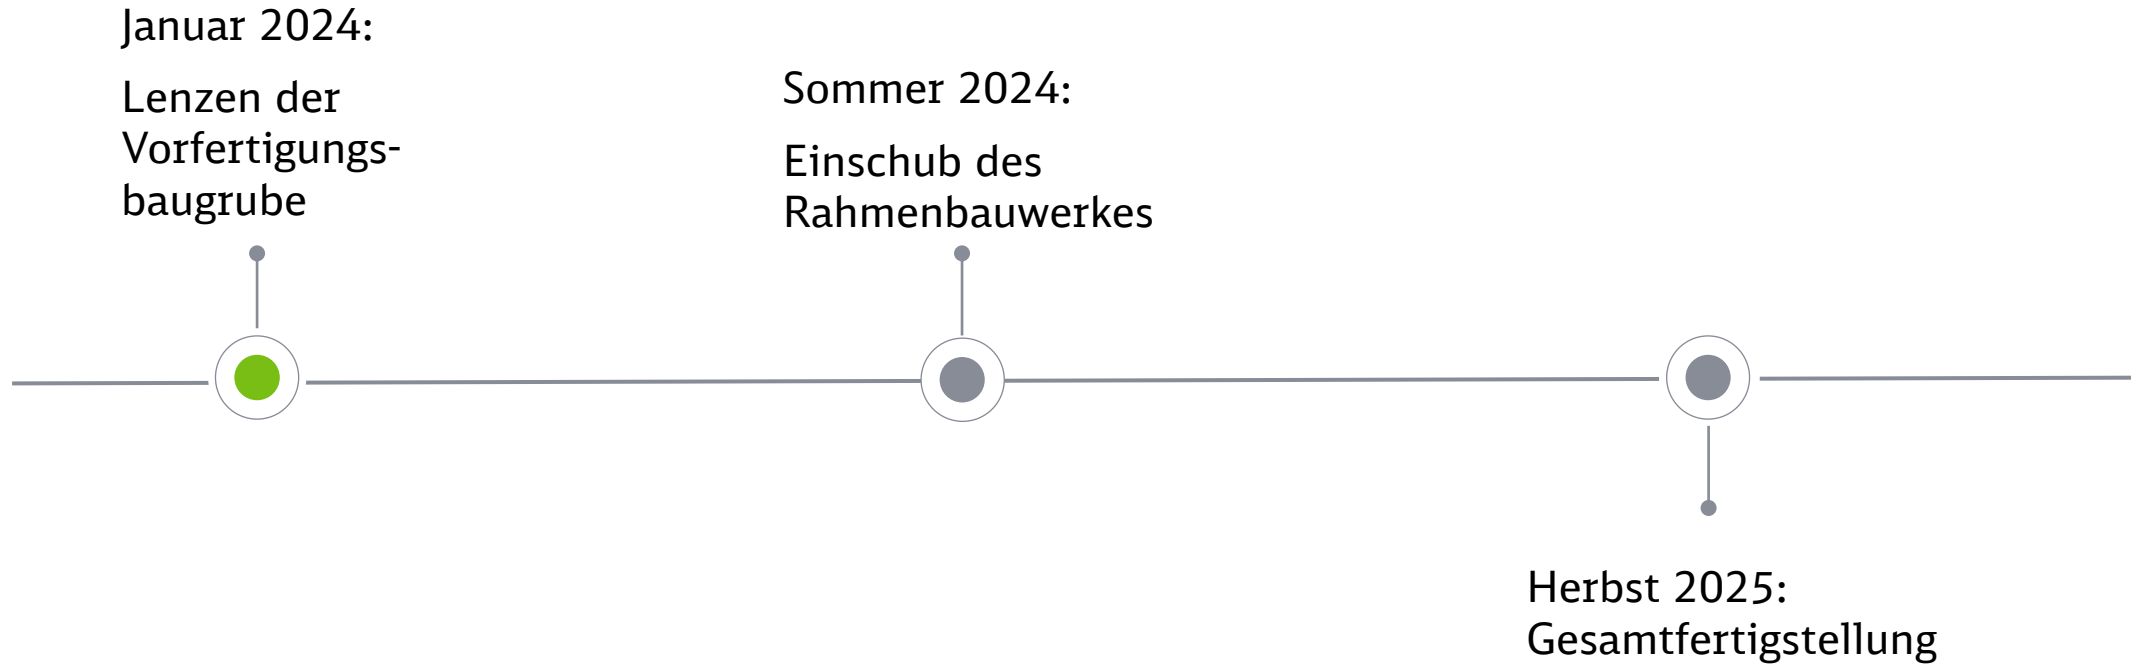 Januar 2024:
Lenzen der
Vorfertigungs-
baugrube
Sommer 2024:
Einschub des
Rahmenbauwerkes
Herbst 2025:
Gesamtfertigstellung